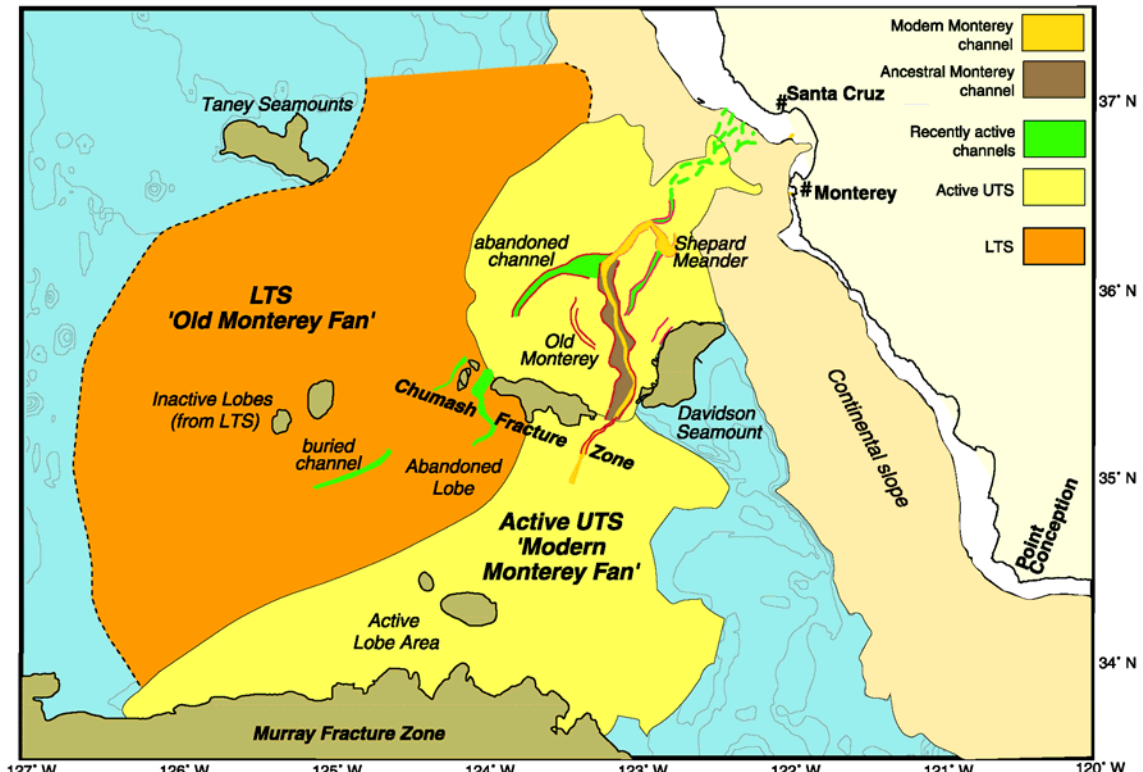 Modern Monterey
channel
Ancestral Monterey
channel
Recently active
channels
Active UTS
LTS
Taney Seamounts
#Santa Cruz
#Monterey
37° N
36° N
35° N
34° N
abandoned
channel
Shepard
Meander
LTS
'Old Monterey Fan'
Old
Monterey
Inactive Lobes
(from LTS)
Chumash Fracture Zone
Davidson
Seamount
Continental slope
buried
channel
Abandoned
Lobe
Active UTS
'Modern
Monterey Fan'
Point
Conception
Active
Lobe Area
Murray Fracture Zone
127° W
126° W
125° W
124° W
123° W
122° W
121° W
120° W